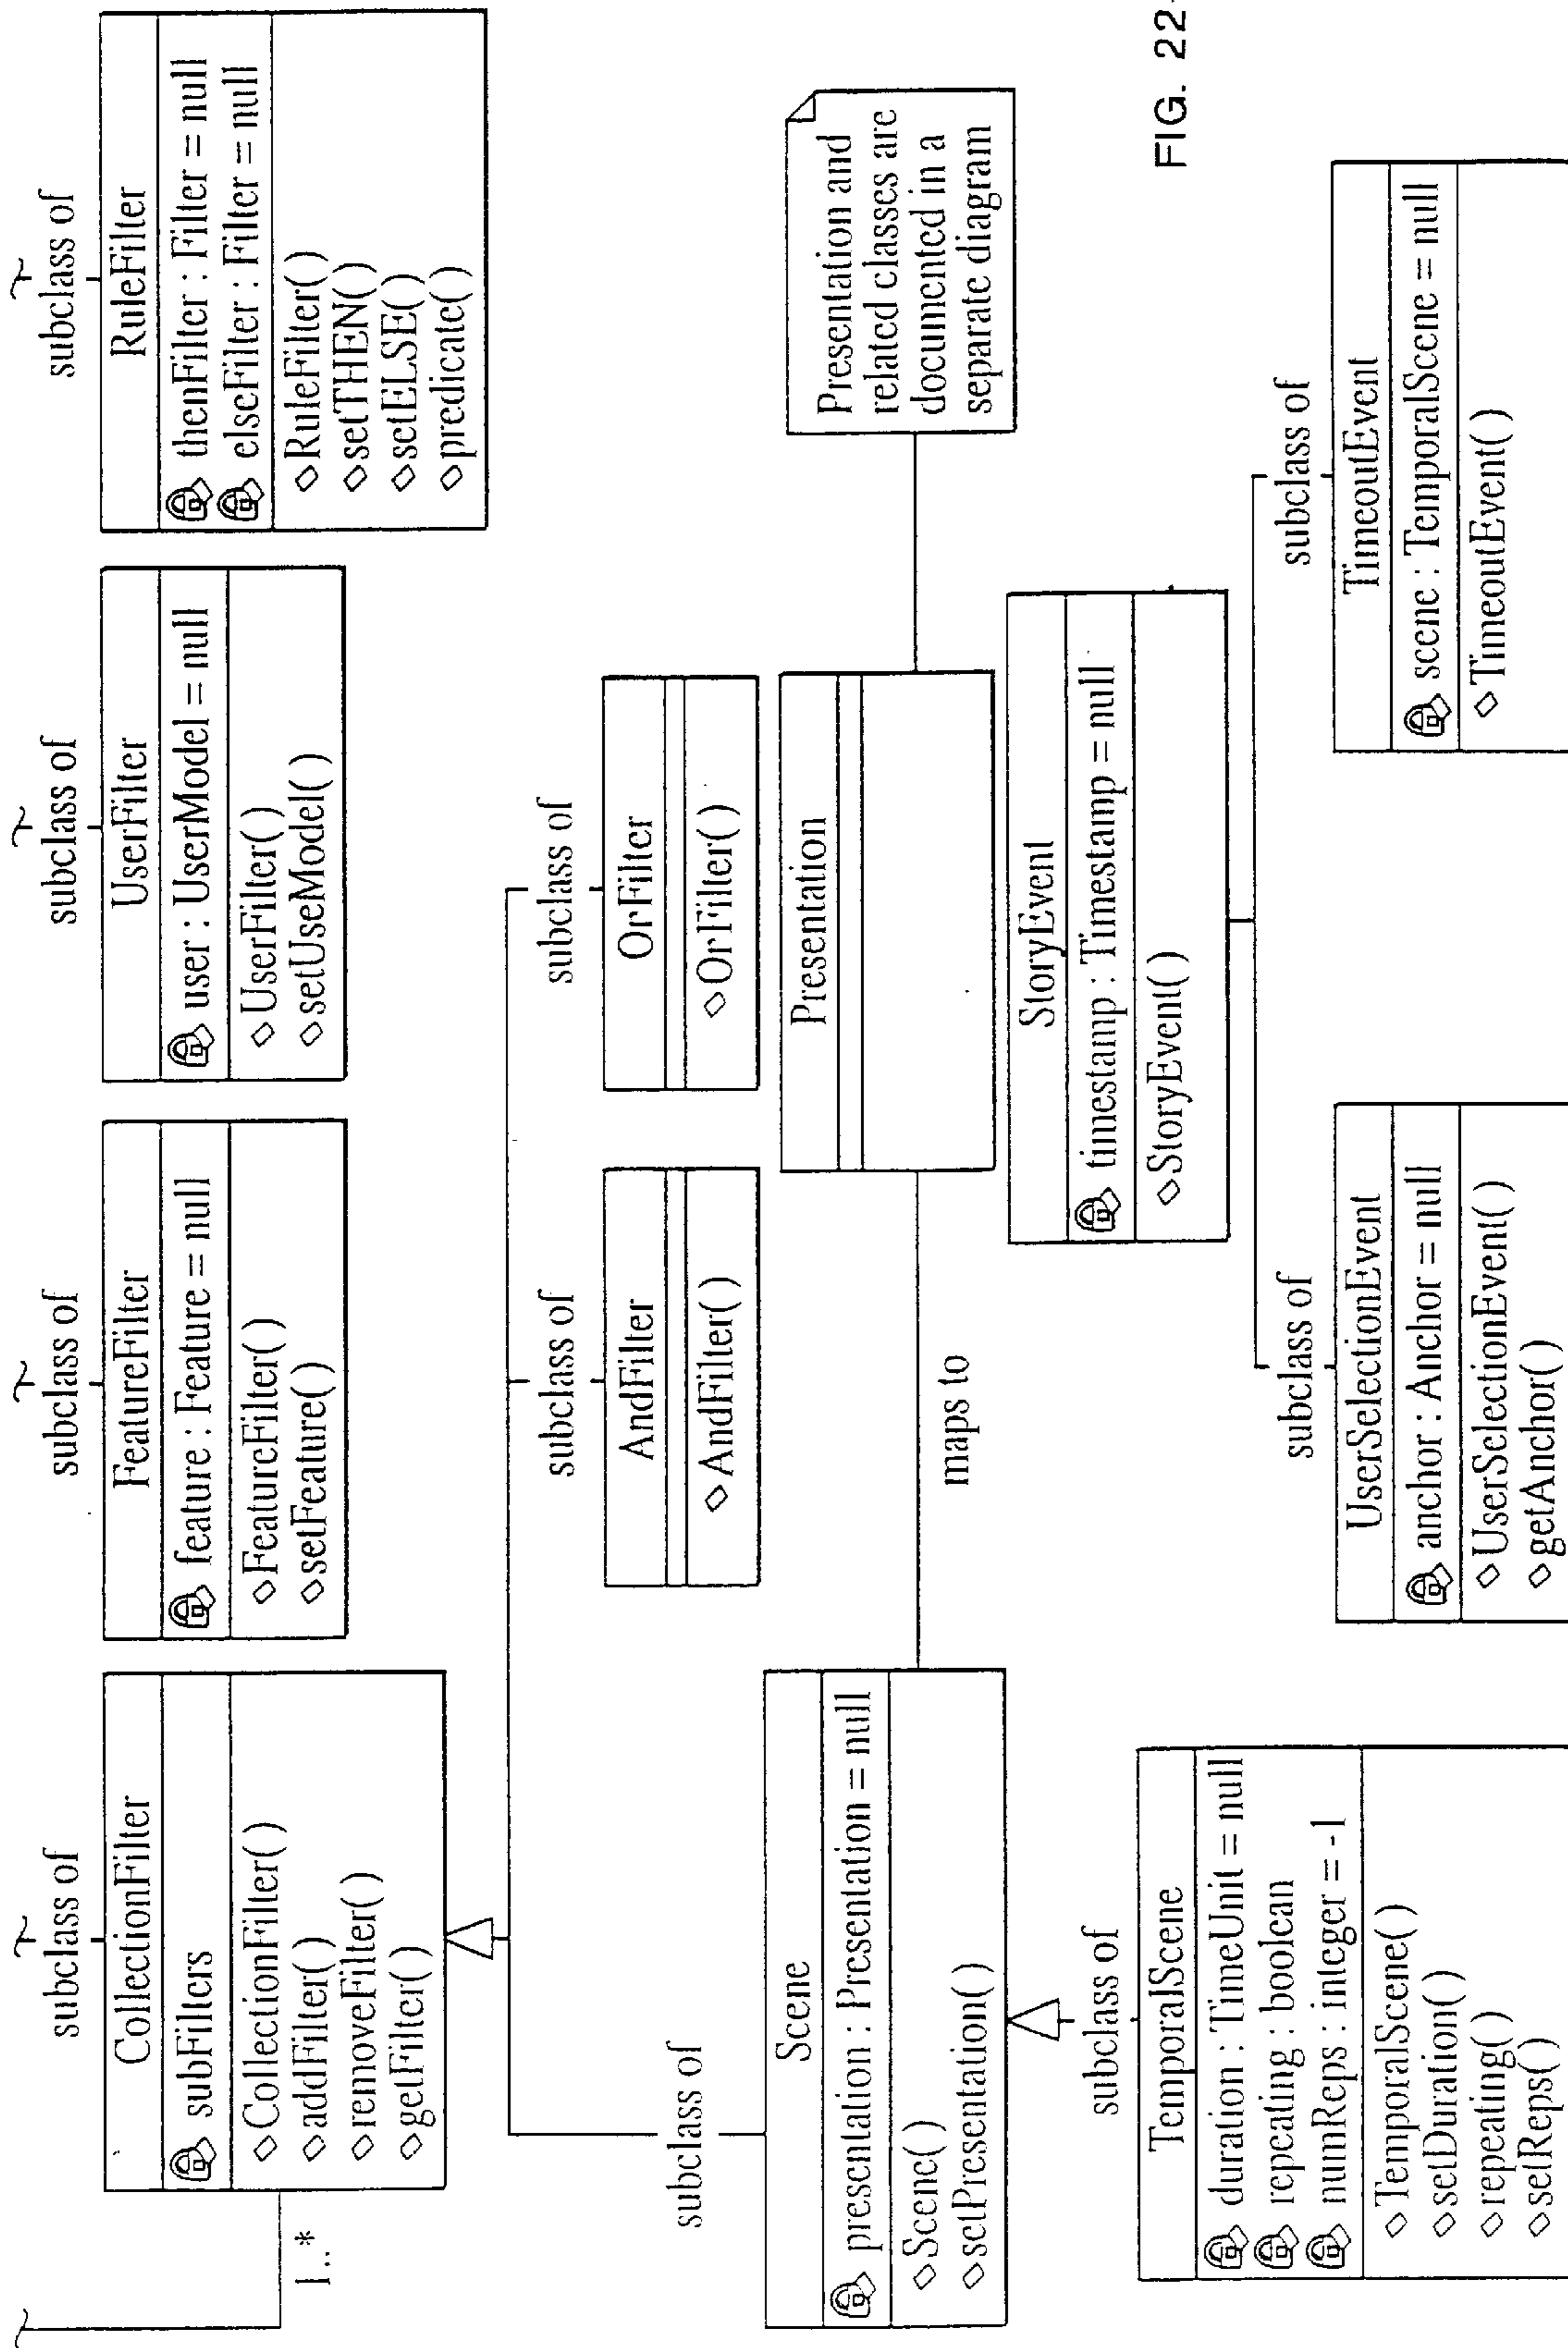 subclass of
CollectionFilter
subFilters
◇CollectionFilter()
◇addFilter()
◇removeFilter()
◇getFilter()
1..*
subclass of
FeatureFilter
feature : Feature = null
◇FeatureFilter()
◇setFeature()
subclass of
UserFilter
user : UserModel = null
◇UserFilter()
◇setUseModel()
subclass of
RuleFilter
thenFilter : Filter = null
elseFilter : Filter = null
◇RuleFilter()
◇setTHEN()
◇setELSE()
◇predicate()
subclass of
AndFilter
◇AndFilter()
subclass of
OrFilter
◇OrFilter()
subclass of
Scene
presentation : Presentation = null
◇Scene()
◇setPresentation()
maps to
Presentation
Presentation and
related classes are
documented in a
separate diagram
subclass of
TemporalScene
duration : TimeUnit = null
repeating : boolean
numReps : integer = -1
◇TemporalScene()
◇setDuration()
◇repeating()
◇setReps()
StoryEvent
timestamp : Timestamp = null
◇StoryEvent()
subclass of
UserSelectionEvent
anchor : Anchor = null
◇UserSelectionEvent()
◇getAnchor()
subclass of
TimeoutEvent
scene : TemporalScene = null
◇TimeoutEvent()
FIG. 22-